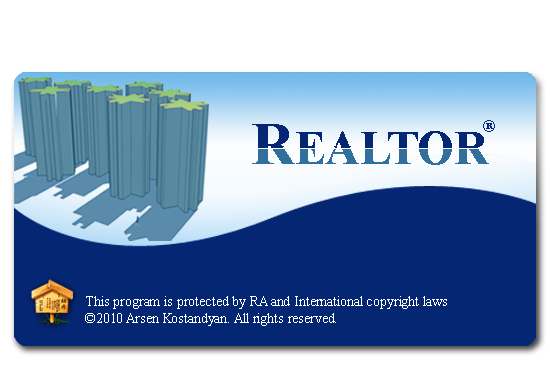 REALTOR®
This program is protected by RA and International copyright laws
©2010 Arsen Kostandyan. All rights reserved.